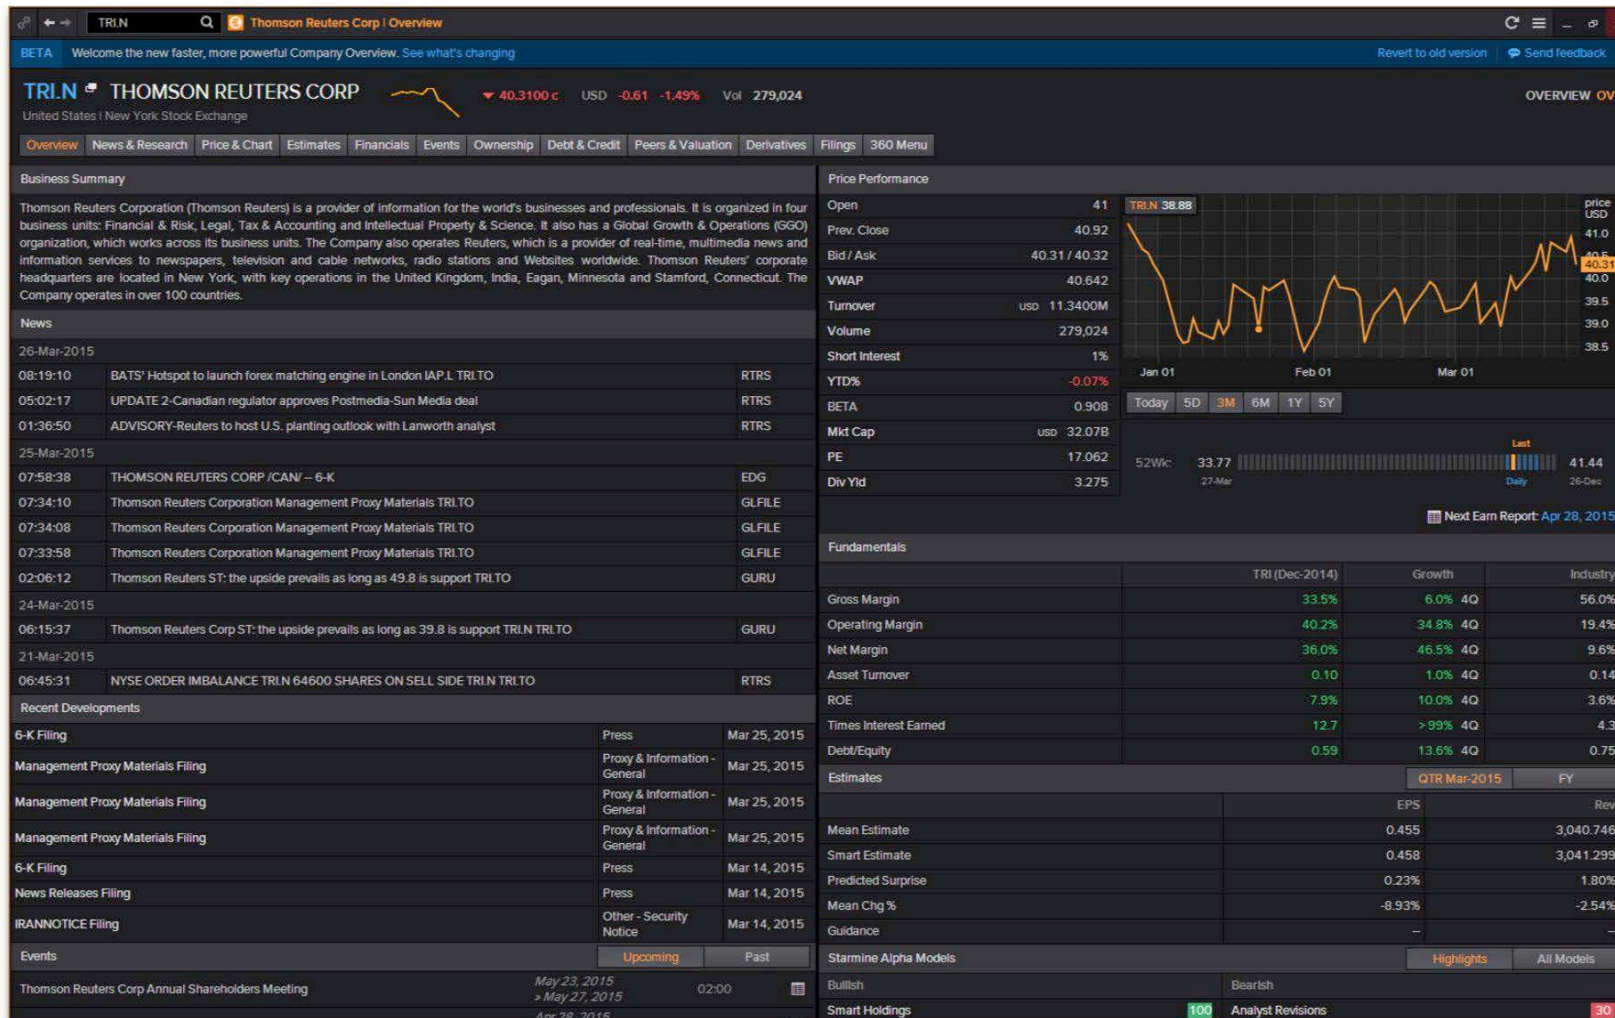 TRI.N Thomson Reuters Corp | Overview
BETA Welcome the new faster, more powerful Company Overview. See what's changing Revert to old version Send feedback
TRI.N THOMSON REUTERS CORP 40.3100 c USD -0.61 -1.49% Vol 279,024 OVERVIEW OV
United States | New York Stock Exchange
Overview News & Research Price & Chart Estimates Financials Events Ownership Debt & Credit Peers & Valuation Derivatives Filings 360 Menu
Business Summary
Thomson Reuters Corporation (Thomson Reuters) is a provider of information for the world's businesses and professionals. It is organized in four
business units: Financial & Risk, Legal, Tax & Accounting and Intellectual Property & Science. It also has a Global Growth & Operations (GGO)
organization, which works across its business units. The Company also operates Reuters, which is a provider of real-time, multimedia news and
information services to newspapers, television and cable networks, radio stations and Websites worldwide. Thomson Reuters' corporate
headquarters are located in New York, with key operations in the United Kingdom, India, Eagan, Minnesota and Stamford, Connecticut. The
Company operates in over 100 countries.
News
26-Mar-2015
08:19:10 BATS' Hotspot to launch forex matching engine in London IAP.L TRI.TO RTRS
05:02:17 UPDATE 2-Canadian regulator approves Postmedia-Sun Media deal RTRS
01:36:50 ADVISORY-Reuters to host U.S. planting outlook with Lanworth analyst RTRS
25-Mar-2015
07:58:38 THOMSON REUTERS CORP /CAN/ -- 6-K EDG
07:34:10 Thomson Reuters Corporation Management Proxy Materials TRI.TO GLFILE
07:34:08 Thomson Reuters Corporation Management Proxy Materials TRI.TO GLFILE
07:33:58 Thomson Reuters Corporation Management Proxy Materials TRI.TO GLFILE
02:06:12 Thomson Reuters ST: the upside prevails as long as 49.8 is support TRI.TO GURU
24-Mar-2015
06:15:37 Thomson Reuters Corp ST: the upside prevails as long as 39.8 is support TRI.N TRI.TO GURU
21-Mar-2015
06:45:31 NYSE ORDER IMBALANCE TRI.N 64600 SHARES ON SELL SIDE TRI.N TRI.TO RTRS
Recent Developments
6-K Filing Press Mar 25, 2015
Management Proxy Materials Filing Proxy & Information - General Mar 25, 2015
Management Proxy Materials Filing Proxy & Information - General Mar 25, 2015
Management Proxy Materials Filing Proxy & Information - General Mar 25, 2015
6-K Filing Press Mar 14, 2015
News Releases Filing Press Mar 14, 2015
IRANNOTICE Filing Other - Security Notice Mar 14, 2015
Events Upcoming Past
Thomson Reuters Corp Annual Shareholders Meeting May 23, 2015 » May 27, 2015 02:00
Apr 28, 2015
Price Performance
Open 41
Prev. Close 40.92
Bid / Ask 40.31 / 40.32
VWAP 40.642
Turnover USD 11.3400M
Volume 279,024
Short Interest 1%
YTD% -0.07%
BETA 0.908
Mkt Cap USD 32.07B
PE 17.062
Div Yld 3.275
TRI.N 38.88
price
USD
41.0
40.5
40.31
40.0
39.5
39.0
38.5
Jan 01 Feb 01 Mar 01
Today 5D 3M 6M 1Y 5Y
Last
52Wk: 33.77 41.44
27-Mar Daily 26-Dec
Next Earn Report: Apr 28, 2015
Fundamentals
TRI (Dec-2014) Growth Industry
Gross Margin 33.5% 6.0% 4Q 56.0%
Operating Margin 40.2% 34.8% 4Q 19.4%
Net Margin 36.0% 46.5% 4Q 9.6%
Asset Turnover 0.10 1.0% 4Q 0.14
ROE 7.9% 10.0% 4Q 3.6%
Times Interest Earned 12.7 >99% 4Q 4.3
Debt/Equity 0.59 13.6% 4Q 0.75
Estimates QTR Mar-2015 FY
EPS Rev
Mean Estimate 0.455 3,040.746
Smart Estimate 0.458 3,041.299
Predicted Surprise 0.23% 1.80%
Mean Chg % -8.93% -2.54%
Guidance -- --
Starmine Alpha Models Highlights All Models
Bullish Bearish
Smart Holdings 100 Analyst Revisions 30